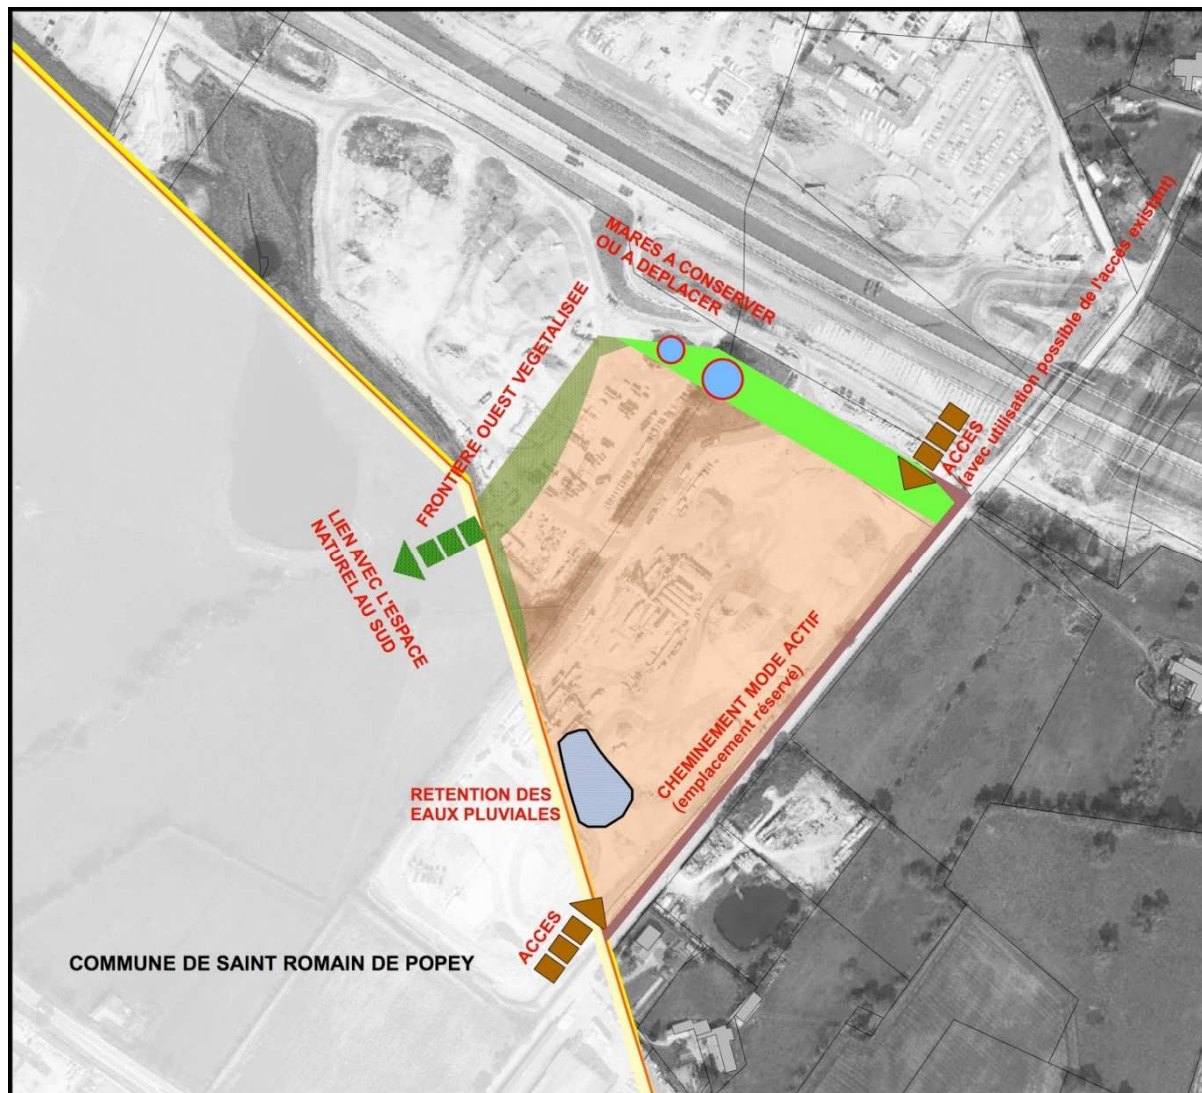 MARES A CONSERVER
OU A DEPLACER
FRONTIERE OUEST VEGETALISEE
ACCES
(avec utilisation possible de l'acces existant)
LIEN AVEC L'ESPACE
NATUREL AU SUD
CHEMINEMENT MODE ACTIF
(emplacement réservé)
RETENTION DES
EAUX PLUVIALES
ACCES
COMMUNE DE SAINT ROMAIN DE POPEY